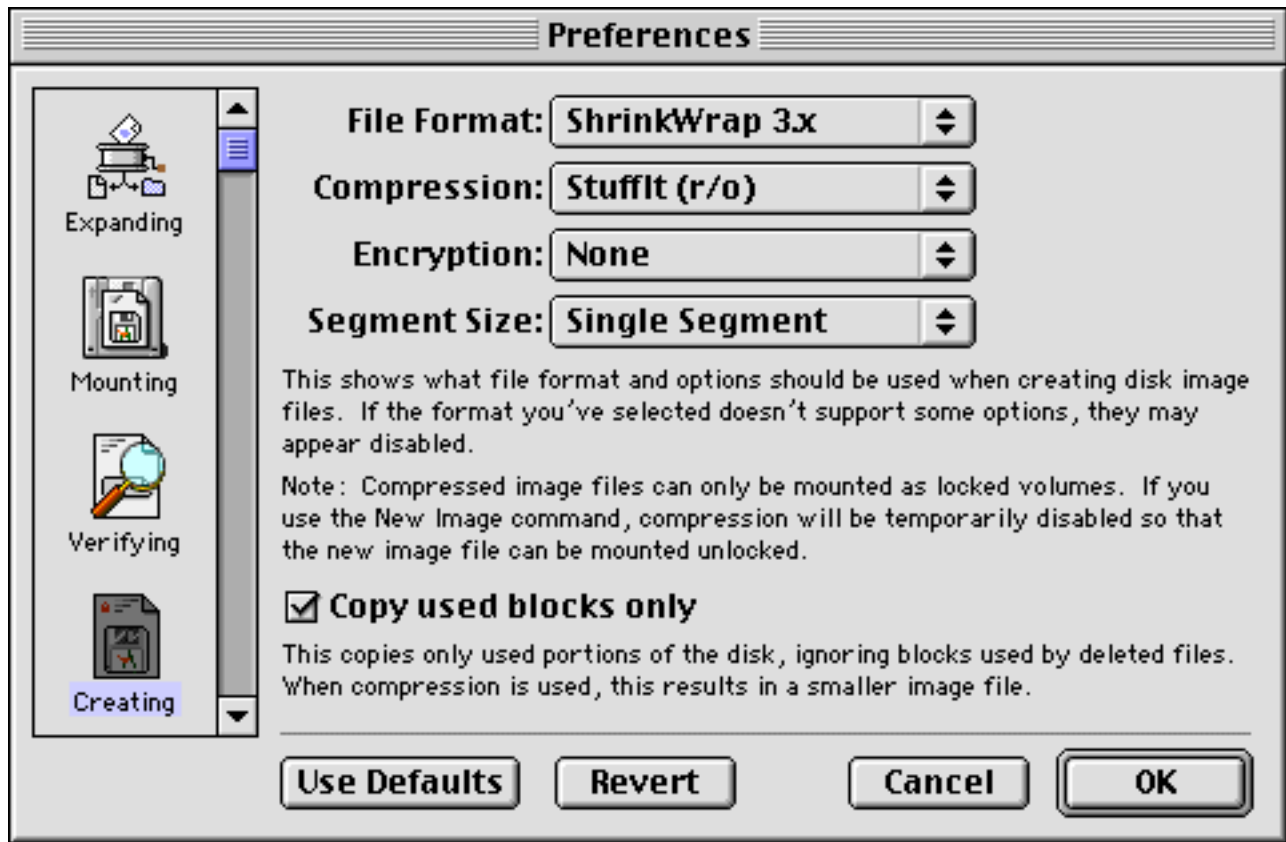 Preferences
Expanding
Mounting
Verifying
Creating
File Format: ShrinkWrap 3.x
Compression: StuffIt (r/o)
Encryption: None
Segment Size: Single Segment
This shows what file format and options should be used when creating disk image
files. If the format you've selected doesn't support some options, they may
appear disabled.
Note: Compressed image files can only be mounted as locked volumes. If you
use the New Image command, compression will be temporarily disabled so that
the new image file can be mounted unlocked.
Copy used blocks only
This copies only used portions of the disk, ignoring blocks used by deleted files.
When compression is used, this results in a smaller image file.
Use Defaults Revert Cancel OK